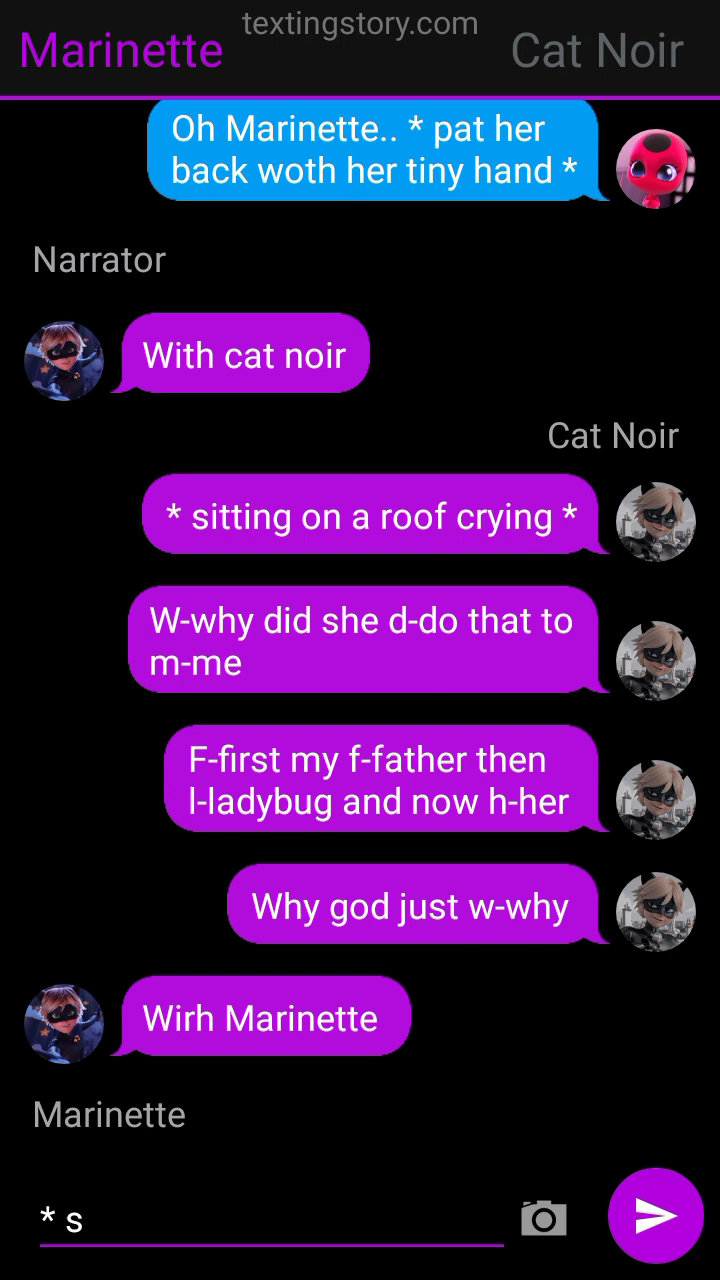 textingstory.com
Marinette
Cat Noir
Oh Marinette.. * pat her
back woth her tiny hand *
Narrator
With cat noir
Cat Noir
* sitting on a roof crying *
W-why did she d-do that to
m-me
F-first my f-father then
l-ladybug and now h-her
Why god just w-why
Wirh Marinette
Marinette
* s